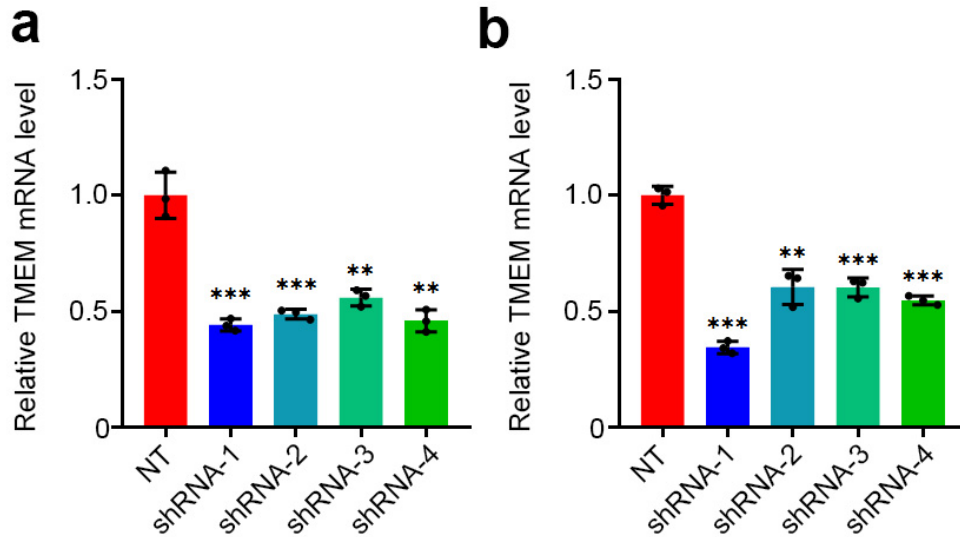 a
Relative TMEM mRNA level
1.5
1.0
0.5
0
***
***
**
**
NT
shRNA-1
shRNA-2
shRNA-3
shRNA-4
b
Relative TMEM mRNA level
1.5
1.0
0.5
0
***
**
***
***
NT
shRNA-1
shRNA-2
shRNA-3
shRNA-4